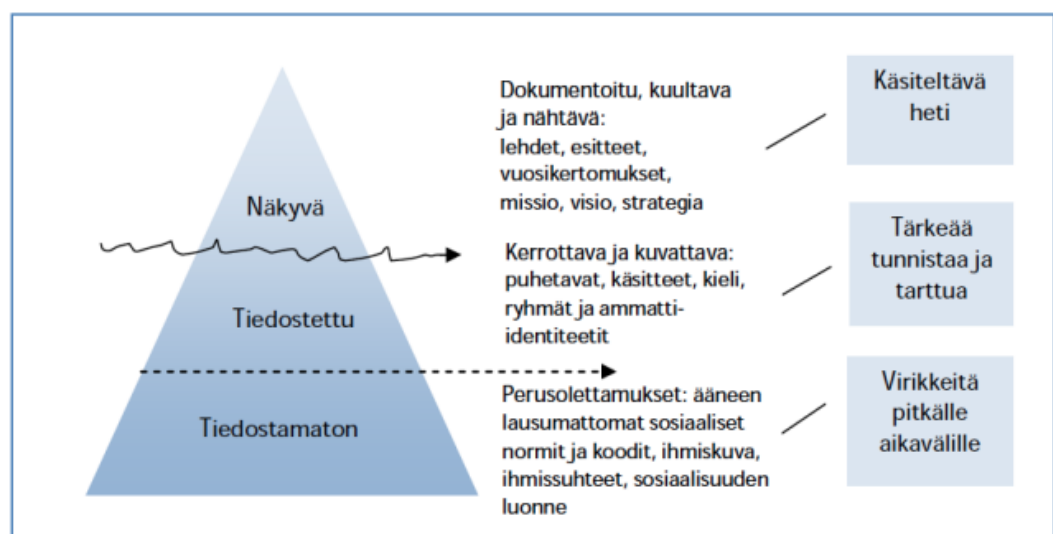 Näkyvä
Tiedostettu
Tiedostamaton
Dokumentoitu, kuultava
ja nähtävä:
lehdet, esitteet,
vuosikertomukset,
missio, visio, strategia
Käsiteltävä
heti
Kerrottava ja kuvattava:
puhetavat, käsitteet, kieli,
ryhmät ja ammatti-
identiteetit
Tärkeää
tunnistaa ja
tarttua
Perusolettamukset: ääneen
lausumattomat sosiaaliset
normit ja koodit, ihmiskuva,
ihmissuhteet, sosiaalisuuden
luonne
Virikkeitä
pitkälle
aikavälille